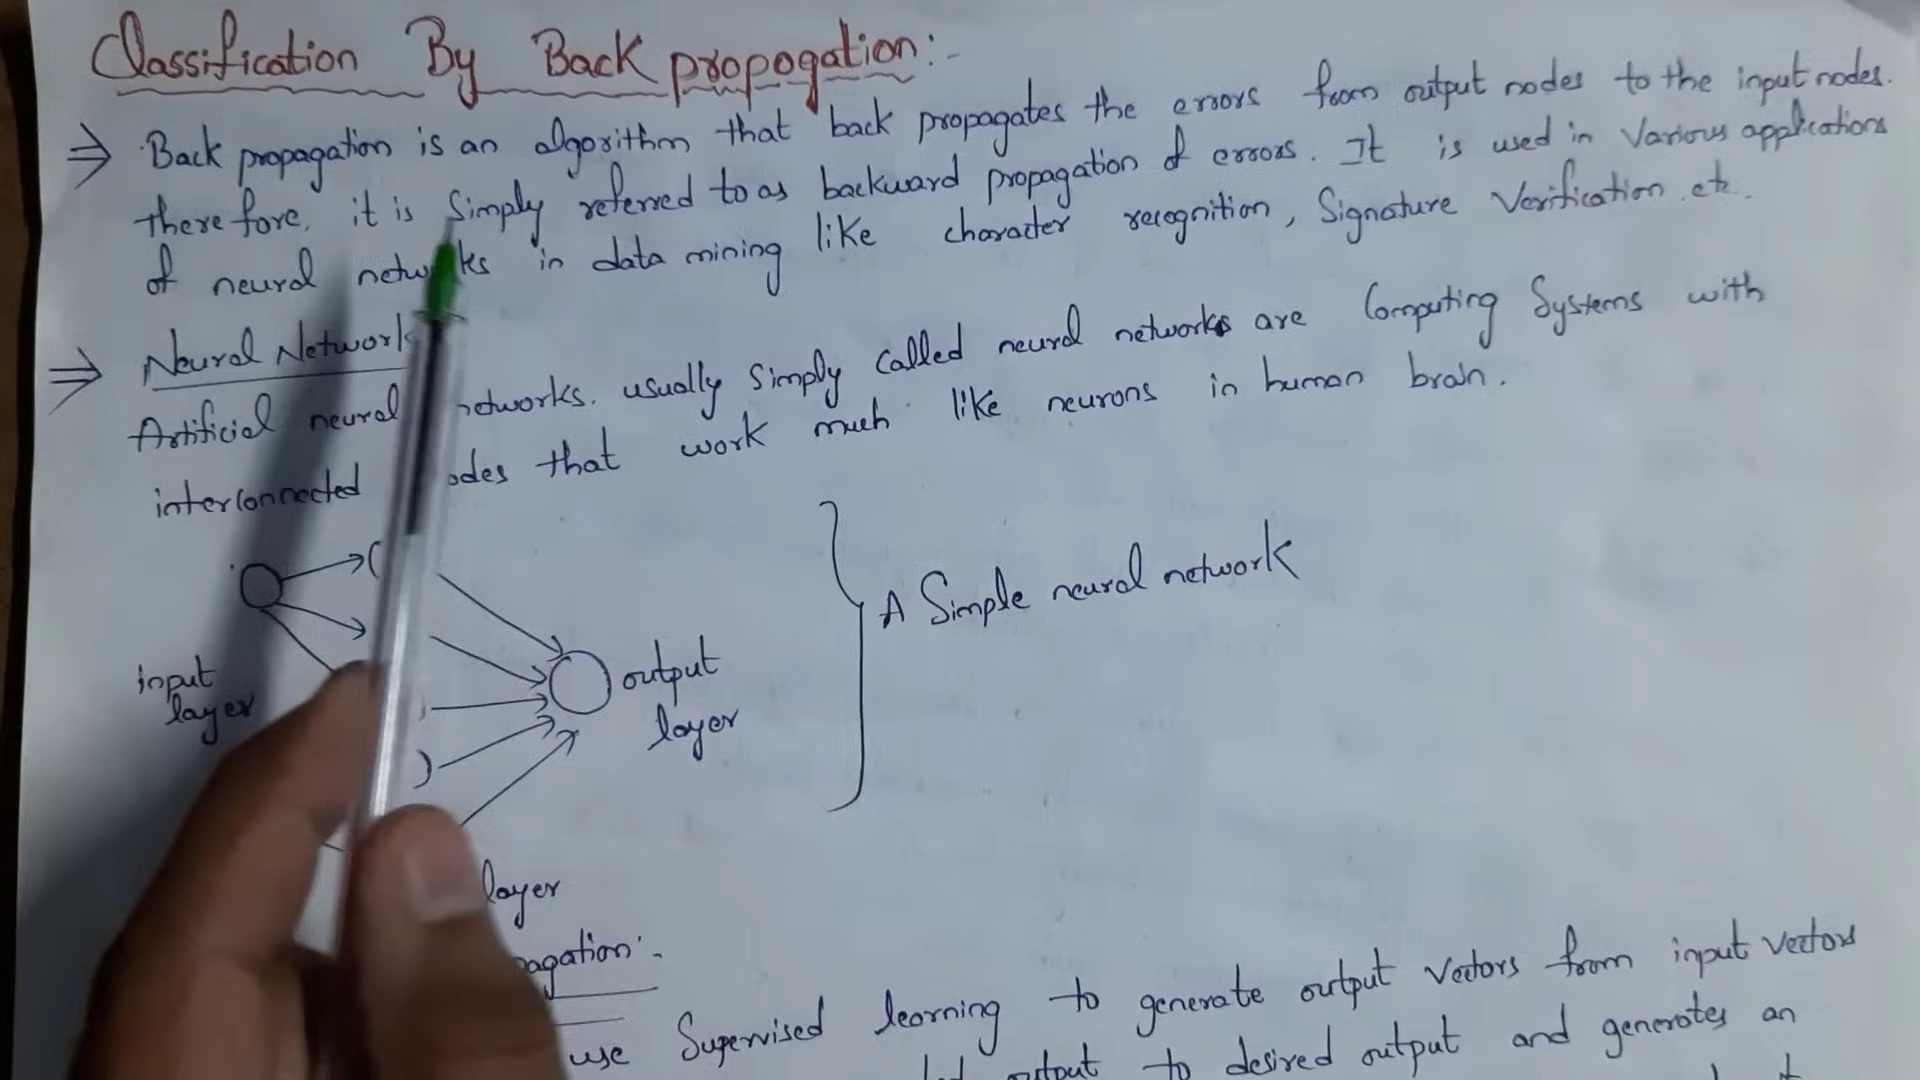 Classification By Back propogation:-
⇒ Back propagation is an algorithm that back propagates the errors from output nodes to the input nodes.
therefore, it is simply referred to as backward propagation of errors. It is used in Various applications
of neural networks in data mining like character recognition, Signature Verification etc.
⇒ Neural Network
Artificial neural networks. usually simply called neural networks are Computing Systems with
interconnected odes that work much like neurons in human brain.
input
layer
output
layer
A Simple neural network
layer
agation:-
use Supervised learning to generate output vectors from input vectors
output to desired output and generates an